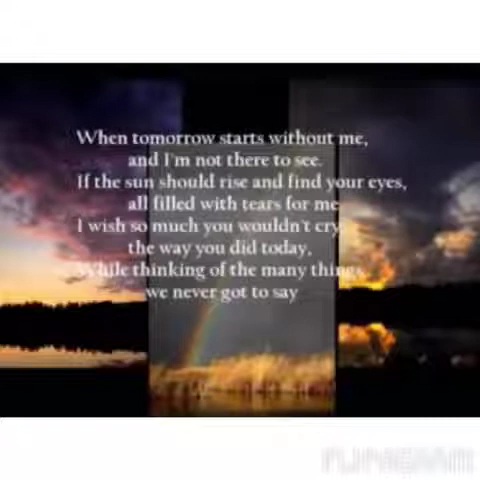 When tomorrow starts without me,
and I'm not there to see.
If the sun should rise and find your eyes,
all filled with tears for me
I wish so much you wouldn't cry
the way you did today,
While thinking of the many things
we never got to say